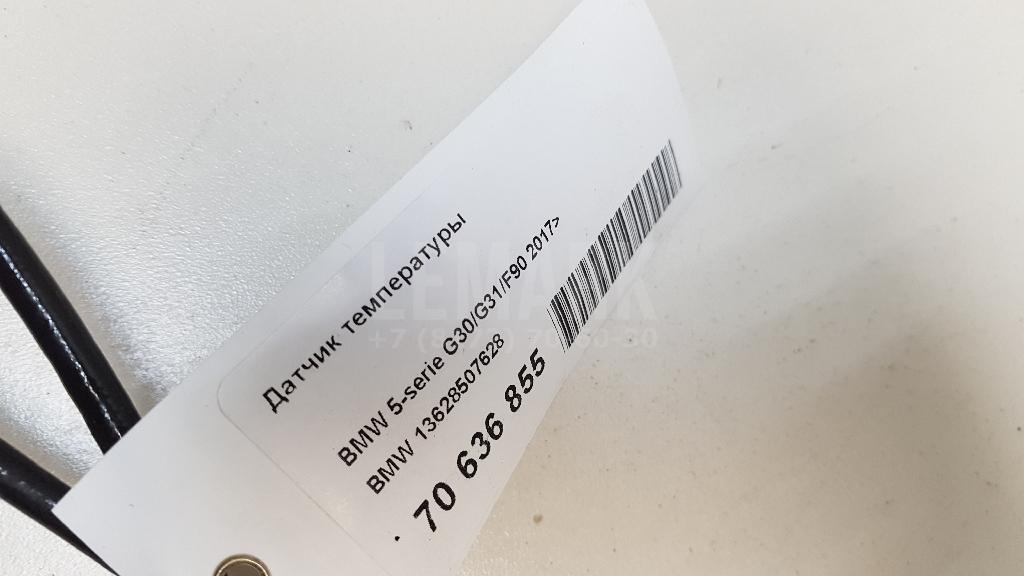 Датчик температуры
BMW 5-serie G30/G31/F90 2017>
BMW 13628507628
70 636 855